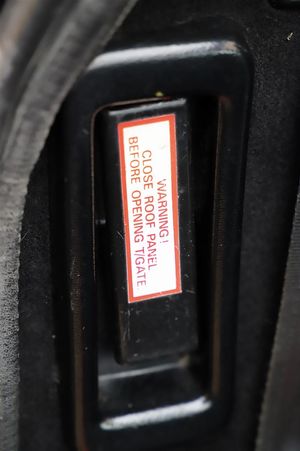 WARNING!
CLOSE ROOF PANEL
BEFORE OPENING T/GATE